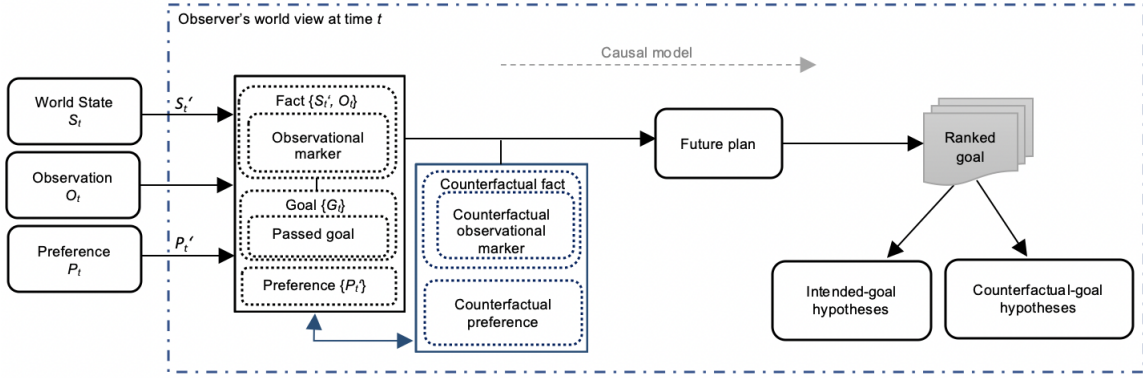 Observer's world view at time t
Causal model
World State
Sₜ
Sₜ‘
Observation
Oₜ
Preference
Pₜ
Pₜ‘
Fact {Sₜ‘, Oₜ}
Observational
marker
Goal {Gₜ}
Passed goal
Preference {Pₜ‘}
Counterfactual fact
Counterfactual
observational
marker
Counterfactual
preference
Future plan
Ranked
goal
Intended-goal
hypotheses
Counterfactual-goal
hypotheses